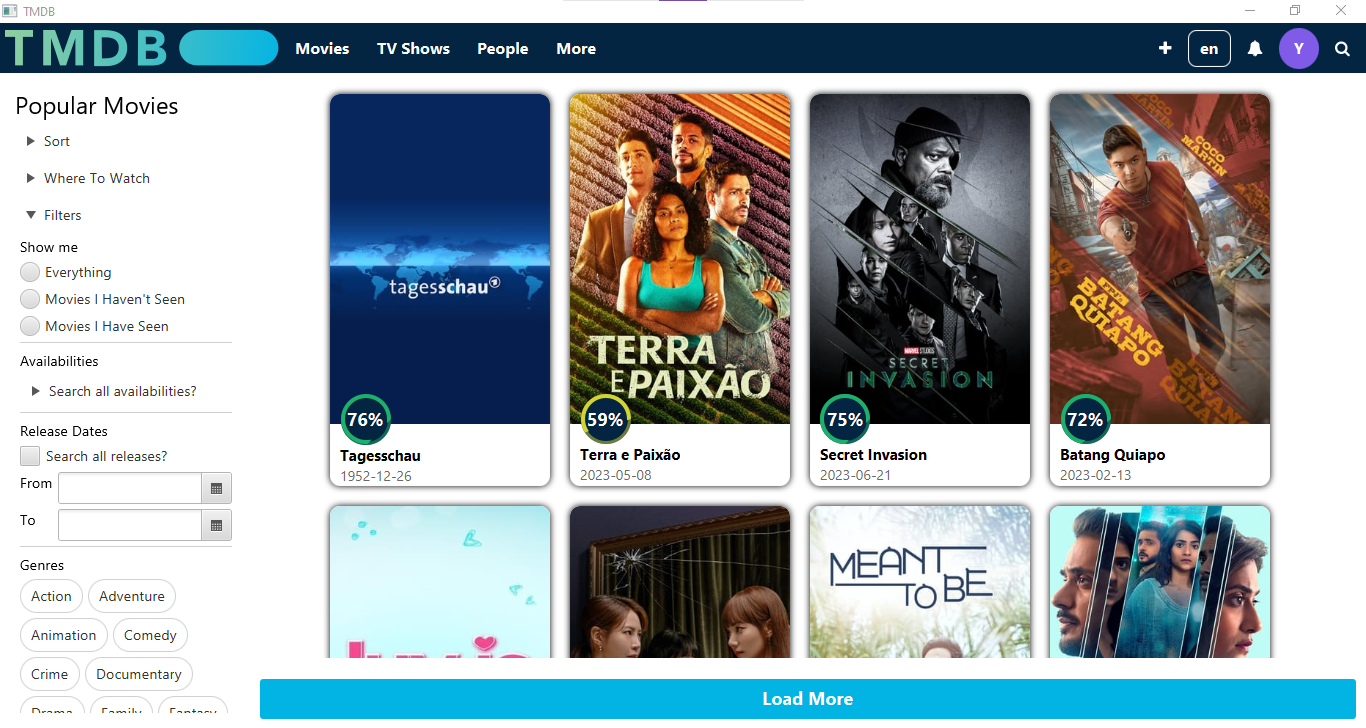 TMDB
TMDB
Movies
TV Shows
People
More
en
Y
Popular Movies
Sort
Where To Watch
Filters
Show me
Everything
Movies I Haven't Seen
Movies I Have Seen
Availabilities
Search all availabilities?
Release Dates
Search all releases?
From
To
Genres
Action
Adventure
Animation
Comedy
Crime
Documentary
Drama
Family
Fantasy
tagesschau
76%
Tagesschau
1952-12-26
TERRA
E PAIXÃO
59%
Terra e Paixão
2023-05-08
MARVEL STUDIOS
SECRET
INVASION
75%
Secret Invasion
2023-06-21
COCO
MARTIN
FPJ's
BATANG
QUIAPO
72%
Batang Quiapo
2023-02-13
MEANT
TO BE
Load More